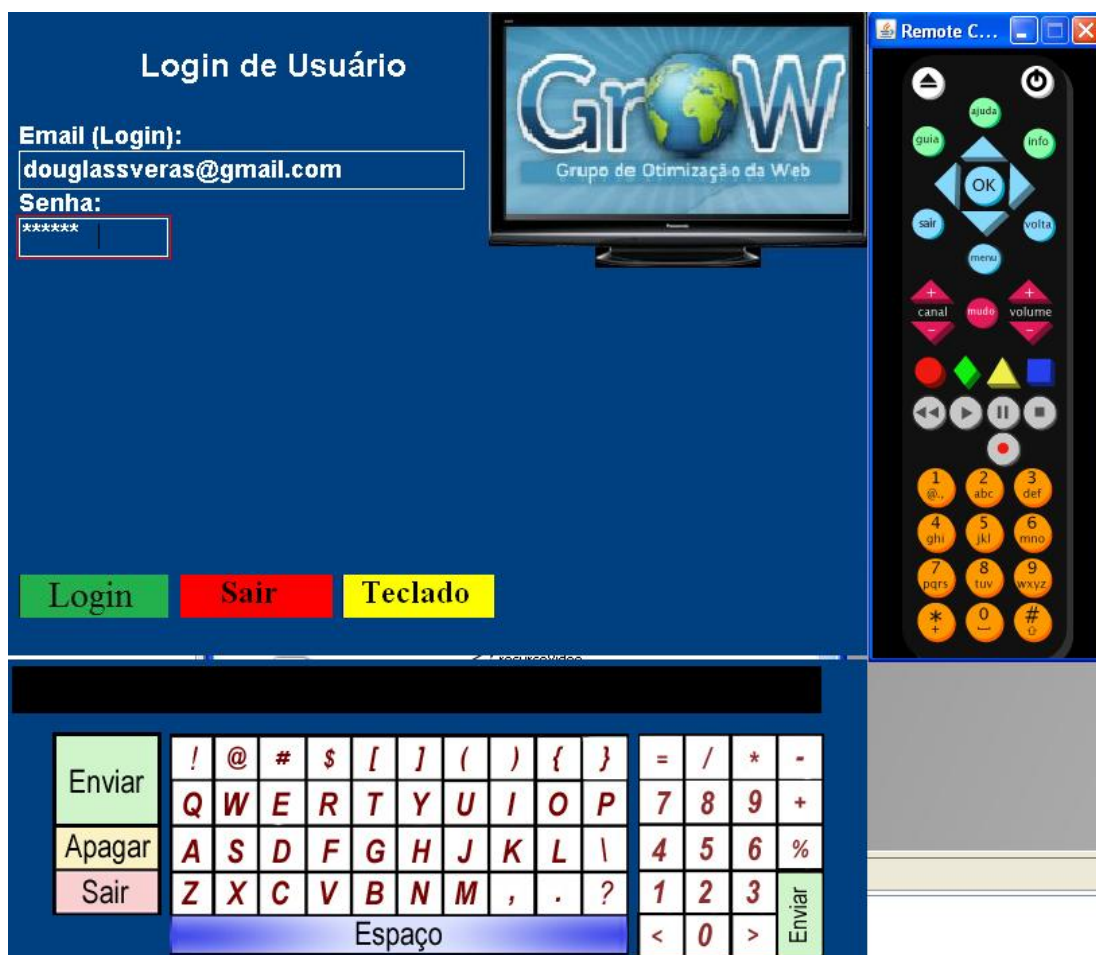 Login de Usuário
Email (Login):
douglassveras@gmail.com
Senha:
******
GroW
Grupo de Otimização da Web
Panasonic
Login
Sair
Teclado
Remote C...
ajuda
guia
info
OK
sair
volta
menu
+ +
canal mudo volume
- -
1 2 3
@., abc def
4 5 6
ghi jkl mno
7 8 9
pqrs tuv wxyz
* 0 #
+
recursoVideo
Enviar
Apagar
Sair
! @ # $ [ ] ( ) { } = / * -
Q W E R T Y U I O P 7 8 9 +
A S D F G H J K L \ 4 5 6 %
Z X C V B N M , . ? 1 2 3
Espaço < 0 >
Enviar